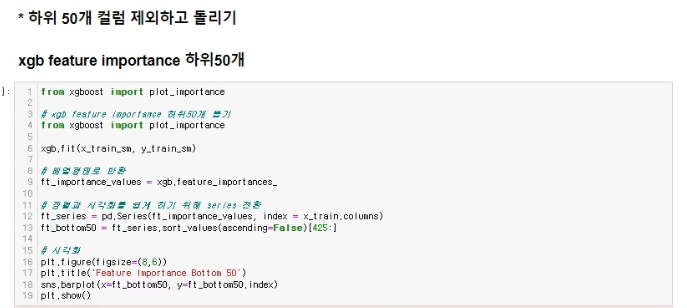 * 하위 50개 컬럼 제외하고 돌리기
xgb feature importance 하위50개
]:
1 from xgboost import plot_importance
2
3 # xgb feature importance 하위50개 뽑기
4 from xgboost import plot_importance
5
6 xgb.fit(x_train_sm, y_train_sm)
7
8 # 배열형태로 반환
9 ft_importance_values = xgb.feature_importances_
10
11 # 정렬과 시각화를 쉽게 하기 위해 series 전환
12 ft_series = pd.Series(ft_importance_values, index = x_train.columns)
13 ft_bottom50 = ft_series.sort_values(ascending=False)[425:]
14
15 # 시각화
16 plt.figure(figsize=(8,6))
17 plt.title('Feature Importance Bottom 50')
18 sns.barplot(x=ft_bottom50, y=ft_bottom50.index)
19 plt.show()